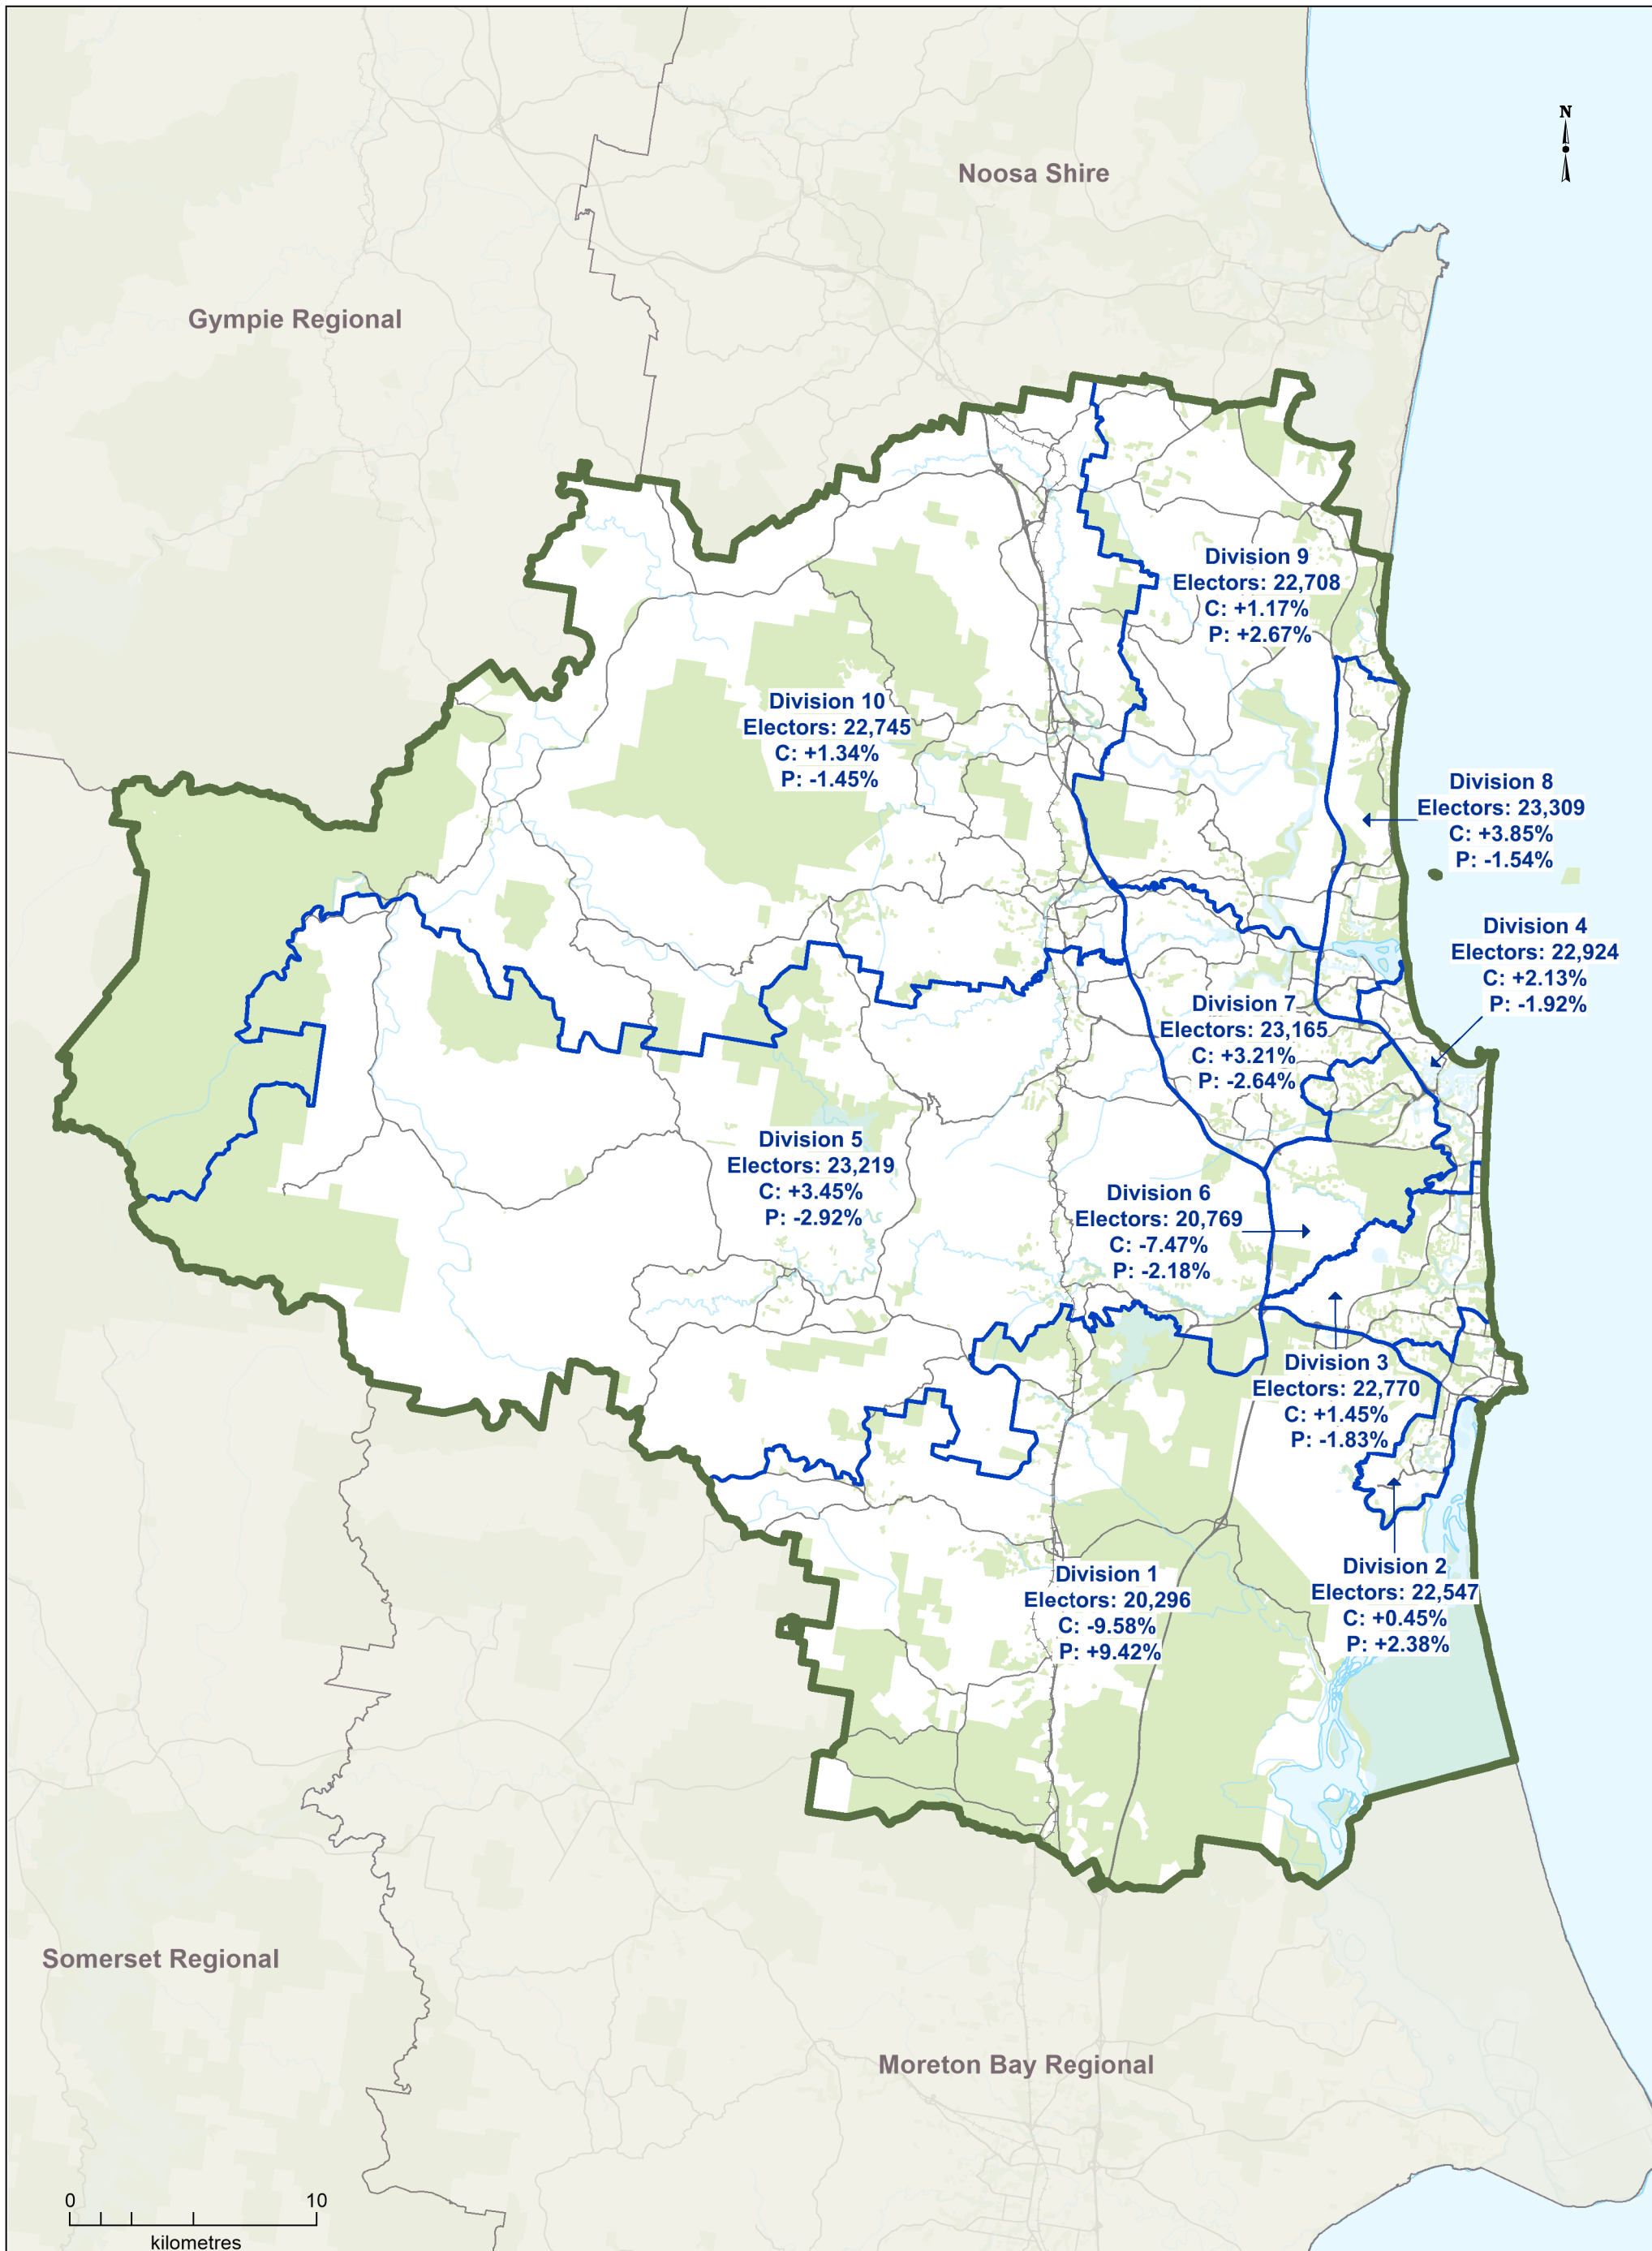 N
Noosa Shire
Gympie Regional
Division 9
Electors: 22,708
C: +1.17%
P: +2.67%
Division 10
Electors: 22,745
C: +1.34%
P: -1.45%
Division 8
Electors: 23,309
C: +3.85%
P: -1.54%
Division 4
Electors: 22,924
C: +2.13%
P: -1.92%
Division 7
Electors: 23,165
C: +3.21%
P: -2.64%
Division 5
Electors: 23,219
C: +3.45%
P: -2.92%
Division 6
Electors: 20,769
C: -7.47%
P: -2.18%
Division 3
Electors: 22,770
C: +1.45%
P: -1.83%
Division 1
Electors: 20,296
C: -9.58%
P: +9.42%
Division 2
Electors: 22,547
C: +0.45%
P: +2.38%
Somerset Regional
Moreton Bay Regional
0 10
kilometres